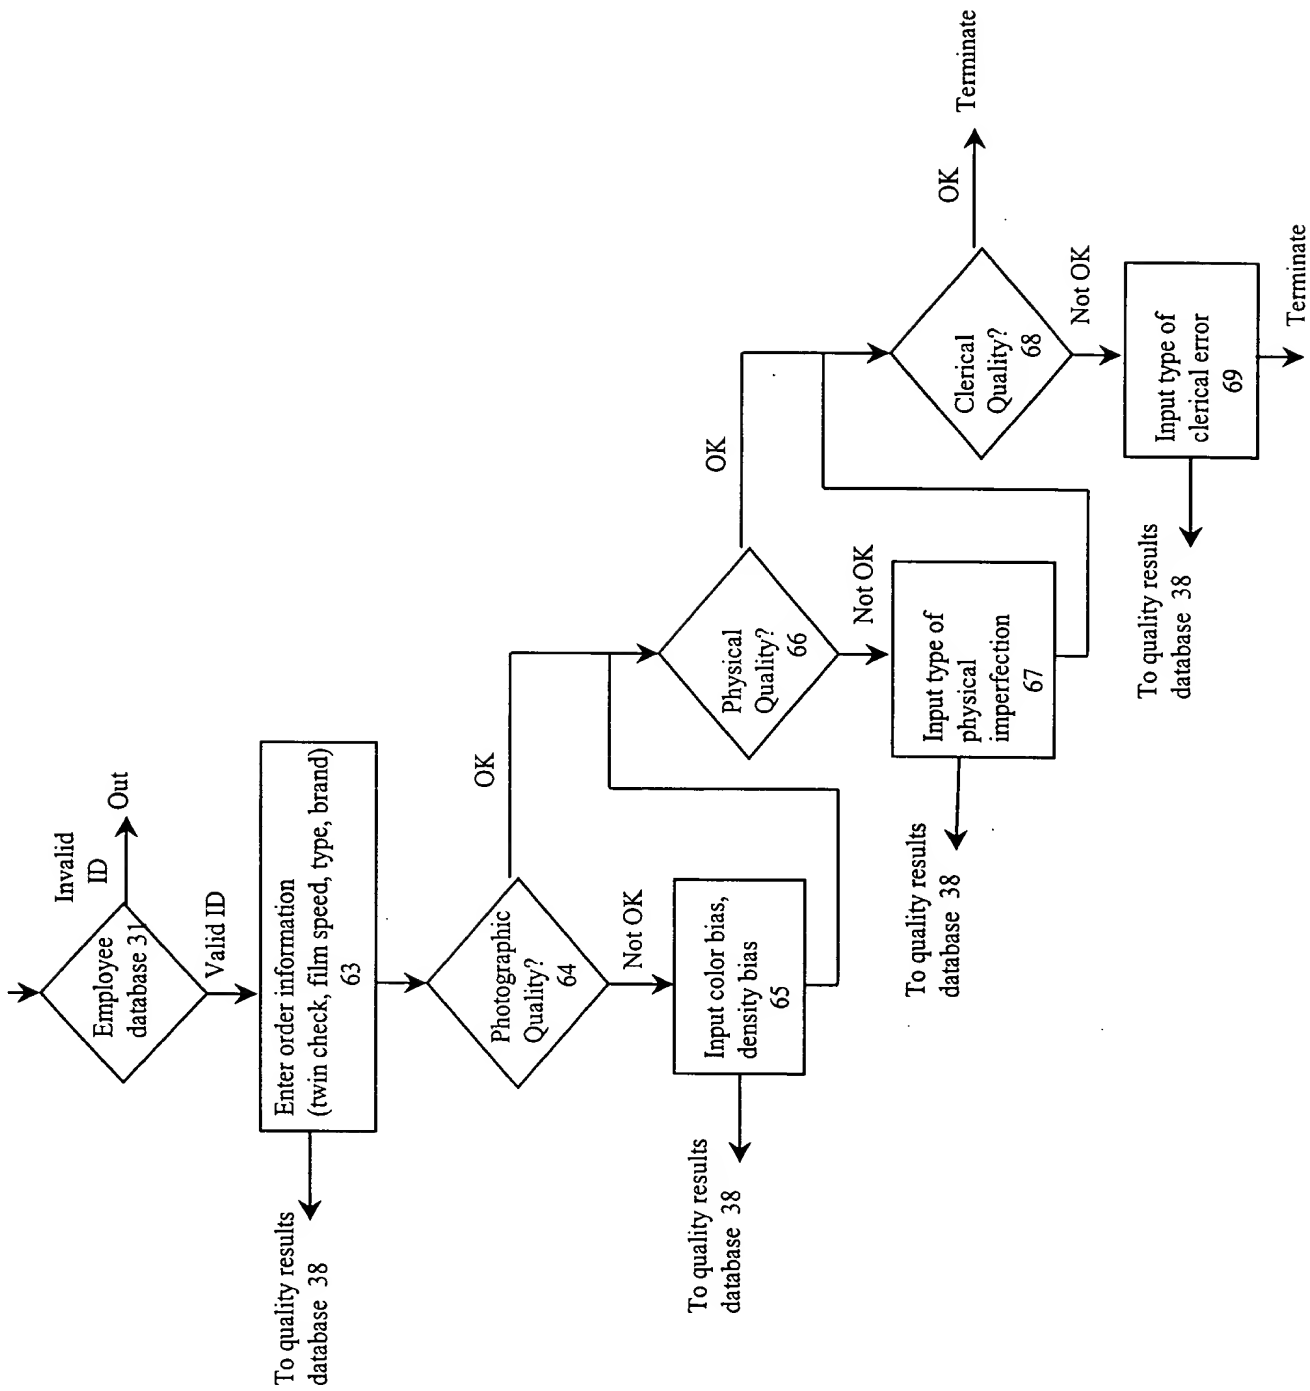 Invalid
ID
Out
Employee
database 31
Valid ID
Enter order information
(twin check, film speed, type, brand)
63
To quality results
database 38
Photographic
Quality?
64
OK
Not OK
Input color bias,
density bias
65
To quality results
database 38
Physical
Quality?
66
OK
Not OK
Input type of
physical
imperfection
67
To quality results
database 38
Clerical
Quality?
68
OK
Terminate
Not OK
Input type of
clerical error
69
To quality results
database 38
Terminate